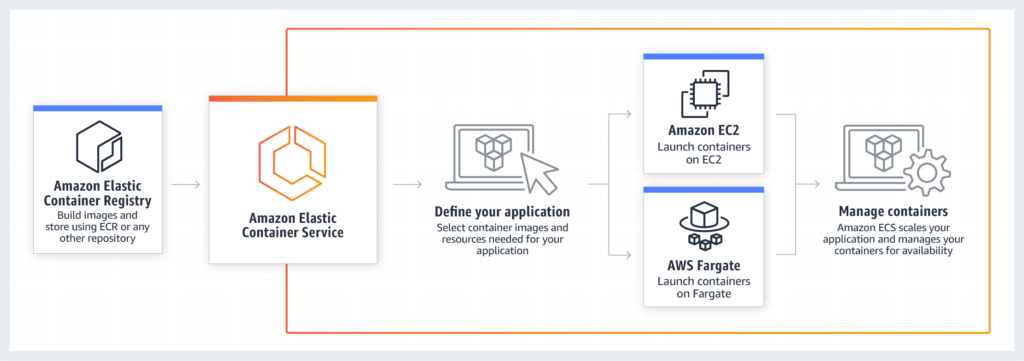 Amazon Elastic
Container Registry
Build images and
store using ECR or any
other repository
Amazon Elastic
Container Service
Define your application
Select container images and
resources needed for your
application
Amazon EC2
Launch containers
on EC2
AWS Fargate
Launch containers
on Fargate
Manage containers
Amazon ECS scales your
application and manages your
containers for availability